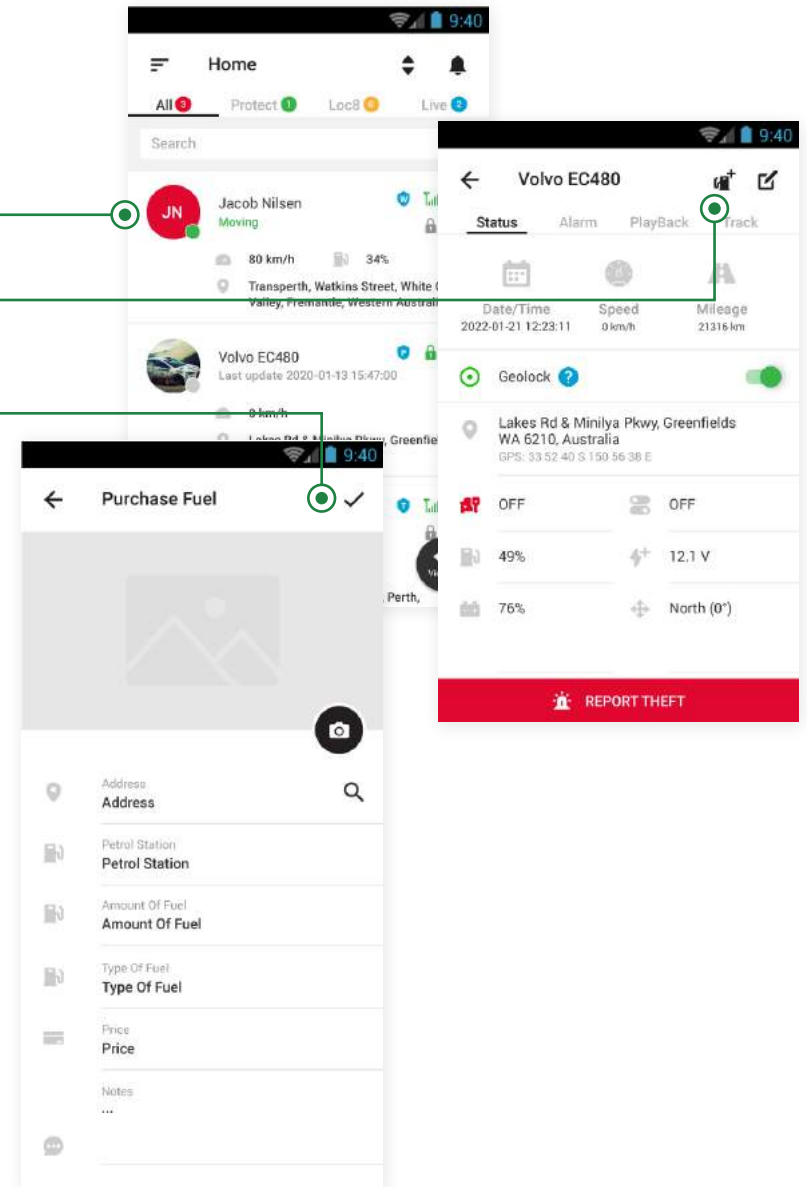 9:40
Home
All 3 Protect 1 Loc8 Live 2
Search
JN
Jacob Nilsen
Moving
80 km/h 34%
Transperth, Watkins Street, White
Valley, Fremantle, Western
Volvo EC480
Last update 2020-01-13 15:47:00
0 km/h
Lakes Rd & Minilya Pkwy,
Perth,
9:40
Volvo EC480
Status Alarm PlayBack Track
Date/Time Speed Mileage
2022-01-21 12:23:11 0 km/h 21316 km
Geolock ?
Lakes Rd & Minilya Pkwy, Greenfields
WA 6210, Australia
GPS: 33 52 40 S 150 56 38 E
OFF OFF
49% 12.1 V
76% North (0°)
REPORT THEFT
9:40
Purchase Fuel
Address
Address
Petrol Station
Petrol Station
Amount Of Fuel
Amount Of Fuel
Type Of Fuel
Type Of Fuel
Price
Price
Notes
...